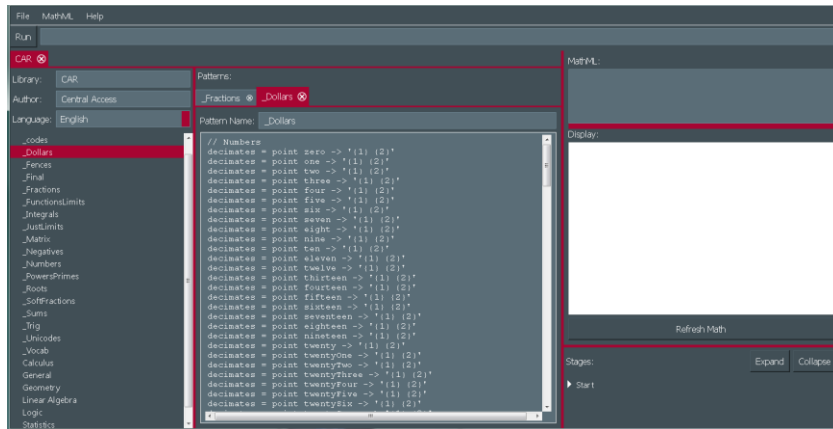 File MathML Help
Run
CAR
Library: CAR
Author: Central Access
Language: English
_codes
_Dollars
_Fences
_Final
_Fractions
_FunctionsLimits
_Integrals
_JustLimits
_Matrix
_Negatives
_Numbers
_PowersPrimes
_Roots
_SoftFractions
_Sums
_Trig
_Unicodes
_Vocab
Calculus
General
Geometry
Linear Algebra
Logic
Statistics
Patterns:
_Fractions _Dollars
Pattern Name: _Dollars
// Numbers
decimates = point zero -> '{1} {2}'
decimates = point one -> '{1} {2}'
decimates = point two -> '{1} {2}'
decimates = point three -> '{1} {2}'
decimates = point four -> '{1} {2}'
decimates = point five -> '{1} {2}'
decimates = point six -> '{1} {2}'
decimates = point seven -> '{1} {2}'
decimates = point eight -> '{1} {2}'
decimates = point nine -> '{1} {2}'
decimates = point ten -> '{1} {2}'
decimates = point eleven -> '{1} {2}'
decimates = point twelve -> '{1} {2}'
decimates = point thirteen -> '{1} {2}'
decimates = point fourteen -> '{1} {2}'
decimates = point fifteen -> '{1} {2}'
decimates = point sixteen -> '{1} {2}'
decimates = point seventeen -> '{1} {2}'
decimates = point eighteen -> '{1} {2}'
decimates = point nineteen -> '{1} {2}'
decimates = point twenty -> '{1} {2}'
decimates = point twentyOne -> '{1} {2}'
decimates = point twentyTwo -> '{1} {2}'
decimates = point twentyThree -> '{1} {2}'
decimates = point twentyFour -> '{1} {2}'
decimates = point twentyFive -> '{1} {2}'
decimates = point twentySix -> '{1} {2}'
MathML:
Display:
Refresh Math
Stages: Expand Collapse
Start